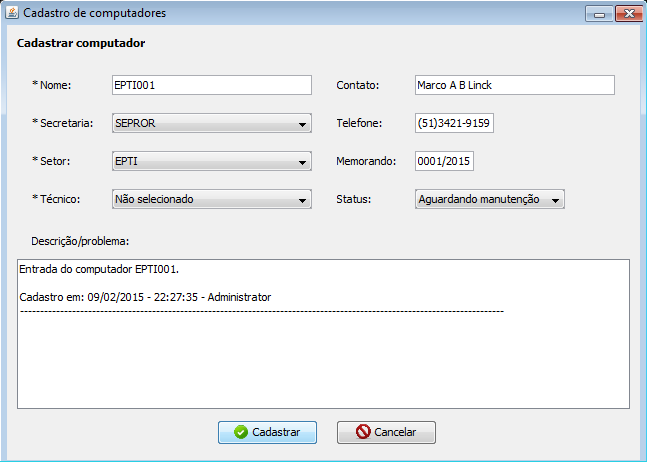 Cadastro de computadores
Cadastrar computador
* Nome: EPTI001 Contato: Marco A B Linck
* Secretaria: SEPROR Telefone: (51)3421-9159
* Setor: EPTI Memorando: 0001/2015
* Técnico: Não selecionado Status: Aguardando manutenção
Descrição/problema:
Entrada do computador EPTI001.
Cadastro em: 09/02/2015 - 22:27:35 - Administrator
-------------------------------------------------------------------------------------------------------------------------
Cadastrar Cancelar